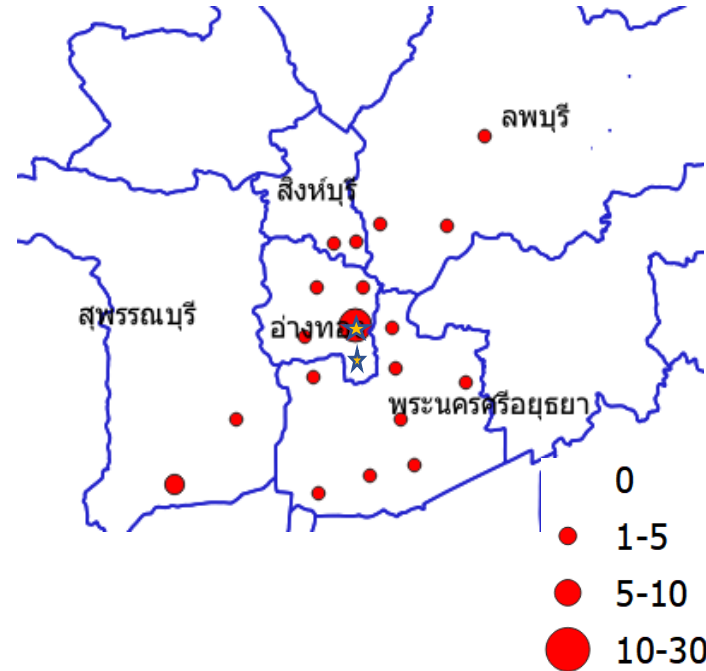 ลพบุรี
สิงห์บุรี
สุพรรณบุรี
อ่างทอ
พระนครศรีอยุธยา
0
1-5
5-10
10-30